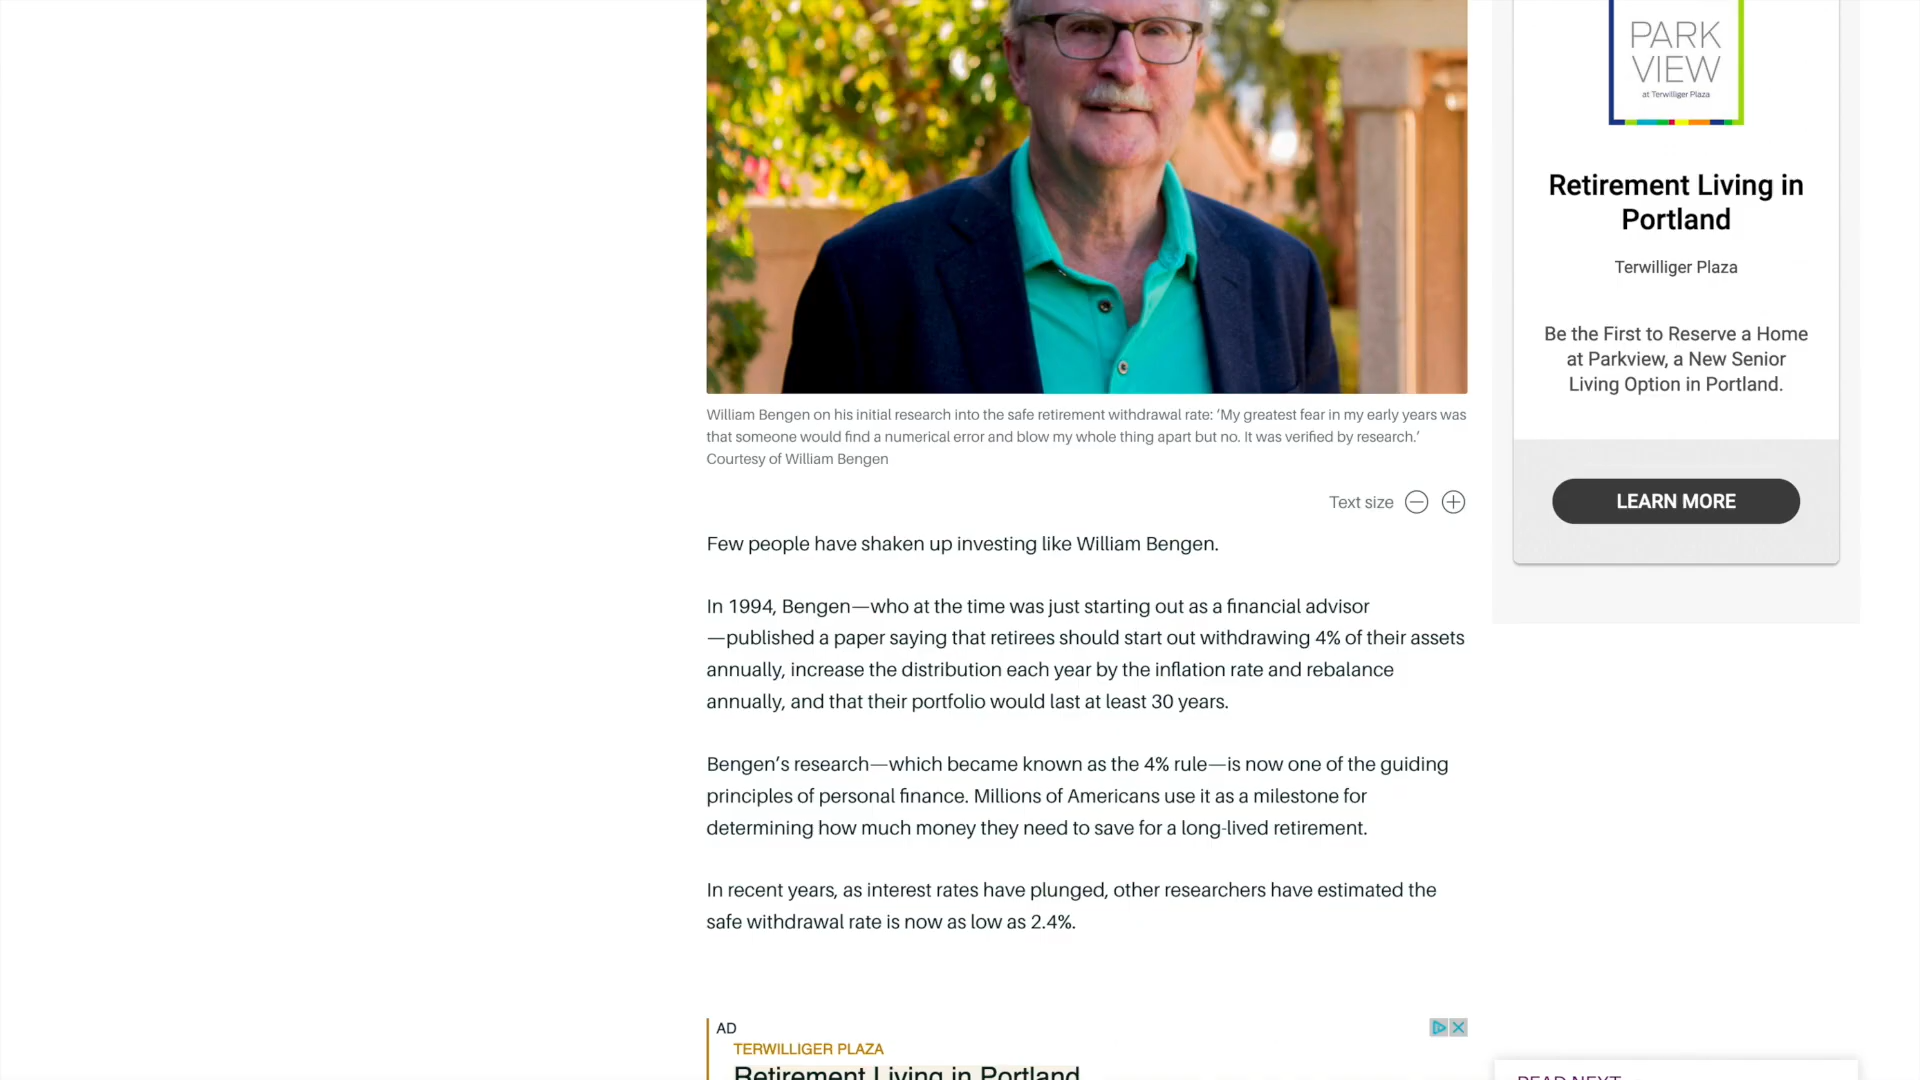 William Bengen on his initial research into the safe retirement withdrawal rate: ‘My greatest fear in my early years was
that someone would find a numerical error and blow my whole thing apart but no. It was verified by research.’
Courtesy of William Bengen
Text size
Few people have shaken up investing like William Bengen.
In 1994, Bengen—who at the time was just starting out as a financial advisor
—published a paper saying that retirees should start out withdrawing 4% of their assets
annually, increase the distribution each year by the inflation rate and rebalance
annually, and that their portfolio would last at least 30 years.
Bengen’s research—which became known as the 4% rule—is now one of the guiding
principles of personal finance. Millions of Americans use it as a milestone for
determining how much money they need to save for a long-lived retirement.
In recent years, as interest rates have plunged, other researchers have estimated the
safe withdrawal rate is now as low as 2.4%.
AD
TERWILLIGER PLAZA
Retirement Living in Portland
PARK
VIEW
at Terwilliger Plaza
Retirement Living in
Portland
Terwilliger Plaza
Be the First to Reserve a Home
at Parkview, a New Senior
Living Option in Portland.
LEARN MORE
READ NEXT